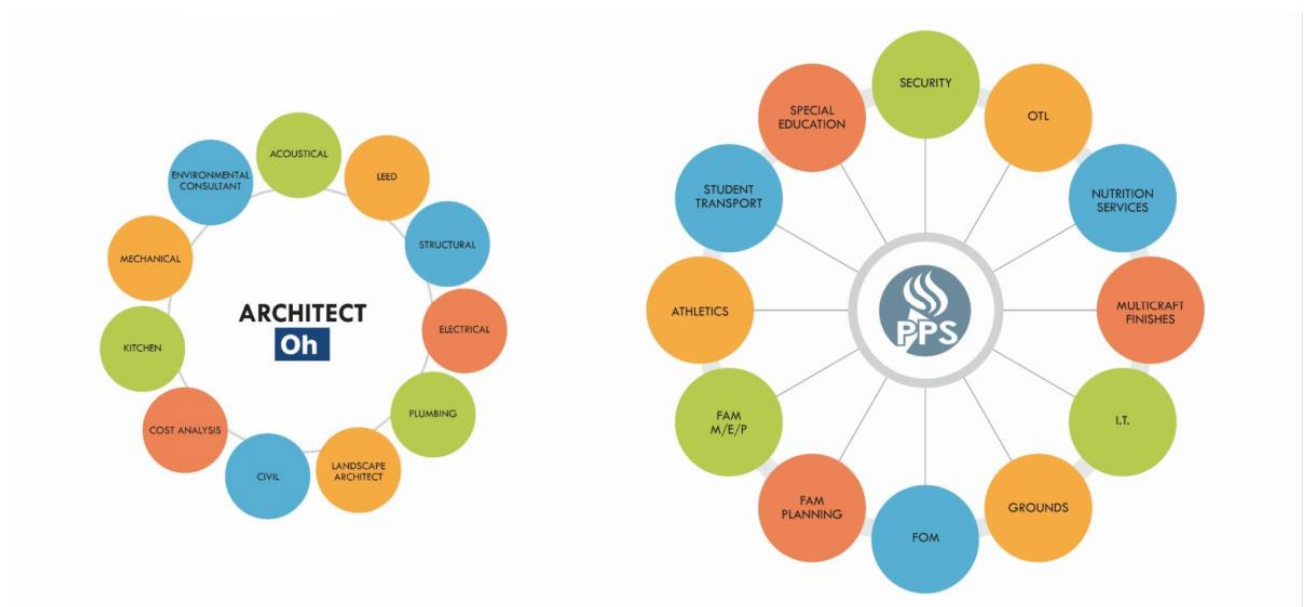 ACOUSTICAL
LEED
STRUCTURAL
ELECTRICAL
PLUMBING
LANDSCAPE
ARCHITECT
CIVIL
COST ANALYSIS
KITCHEN
MECHANICAL
ENVIRONMENTAL
CONSULTANT
ARCHITECT
Oh
SECURITY
OTL
NUTRITION
SERVICES
MULTICRAFT
FINISHES
I.T.
GROUNDS
FOM
FAM
PLANNING
FAM
M/E/P
ATHLETICS
STUDENT
TRANSPORT
SPECIAL
EDUCATION
PPS